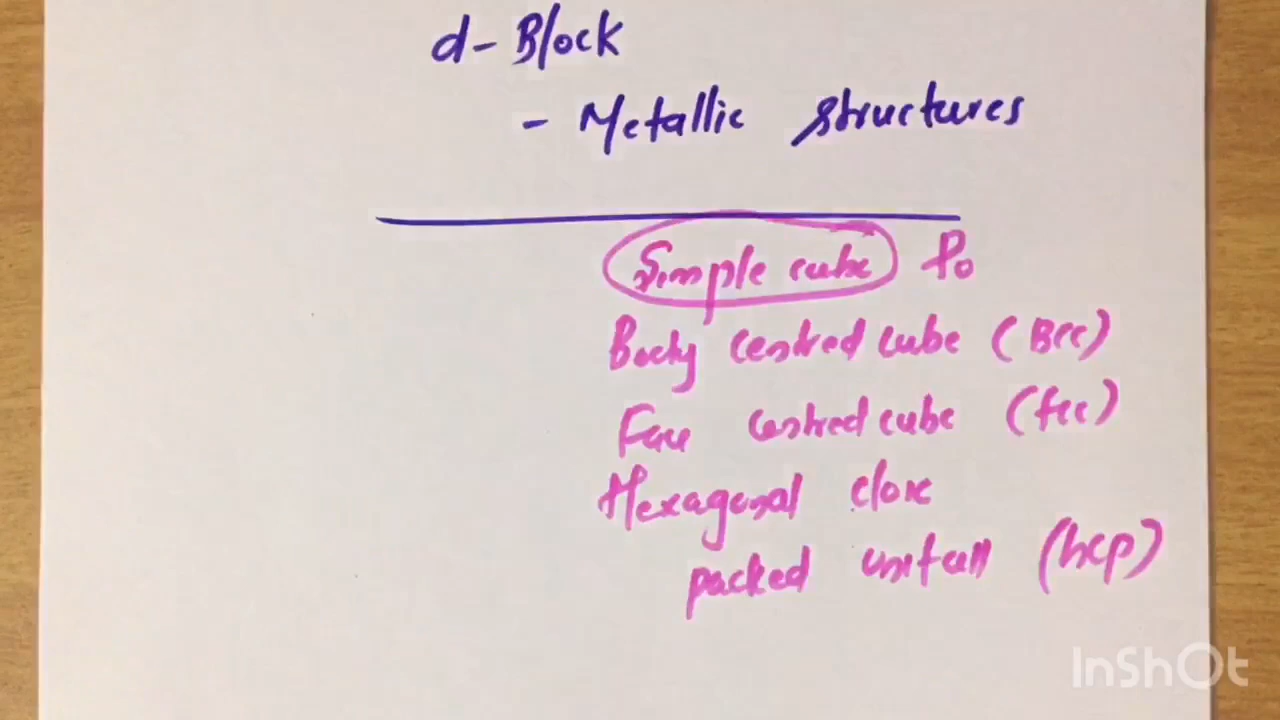 d-Block
- Metallic structures
Simple cube Po
Body centred cube (Bcc)
Face centred cube (fcc)
Hexagonal close
packed unitcell (hcp)
InShOt